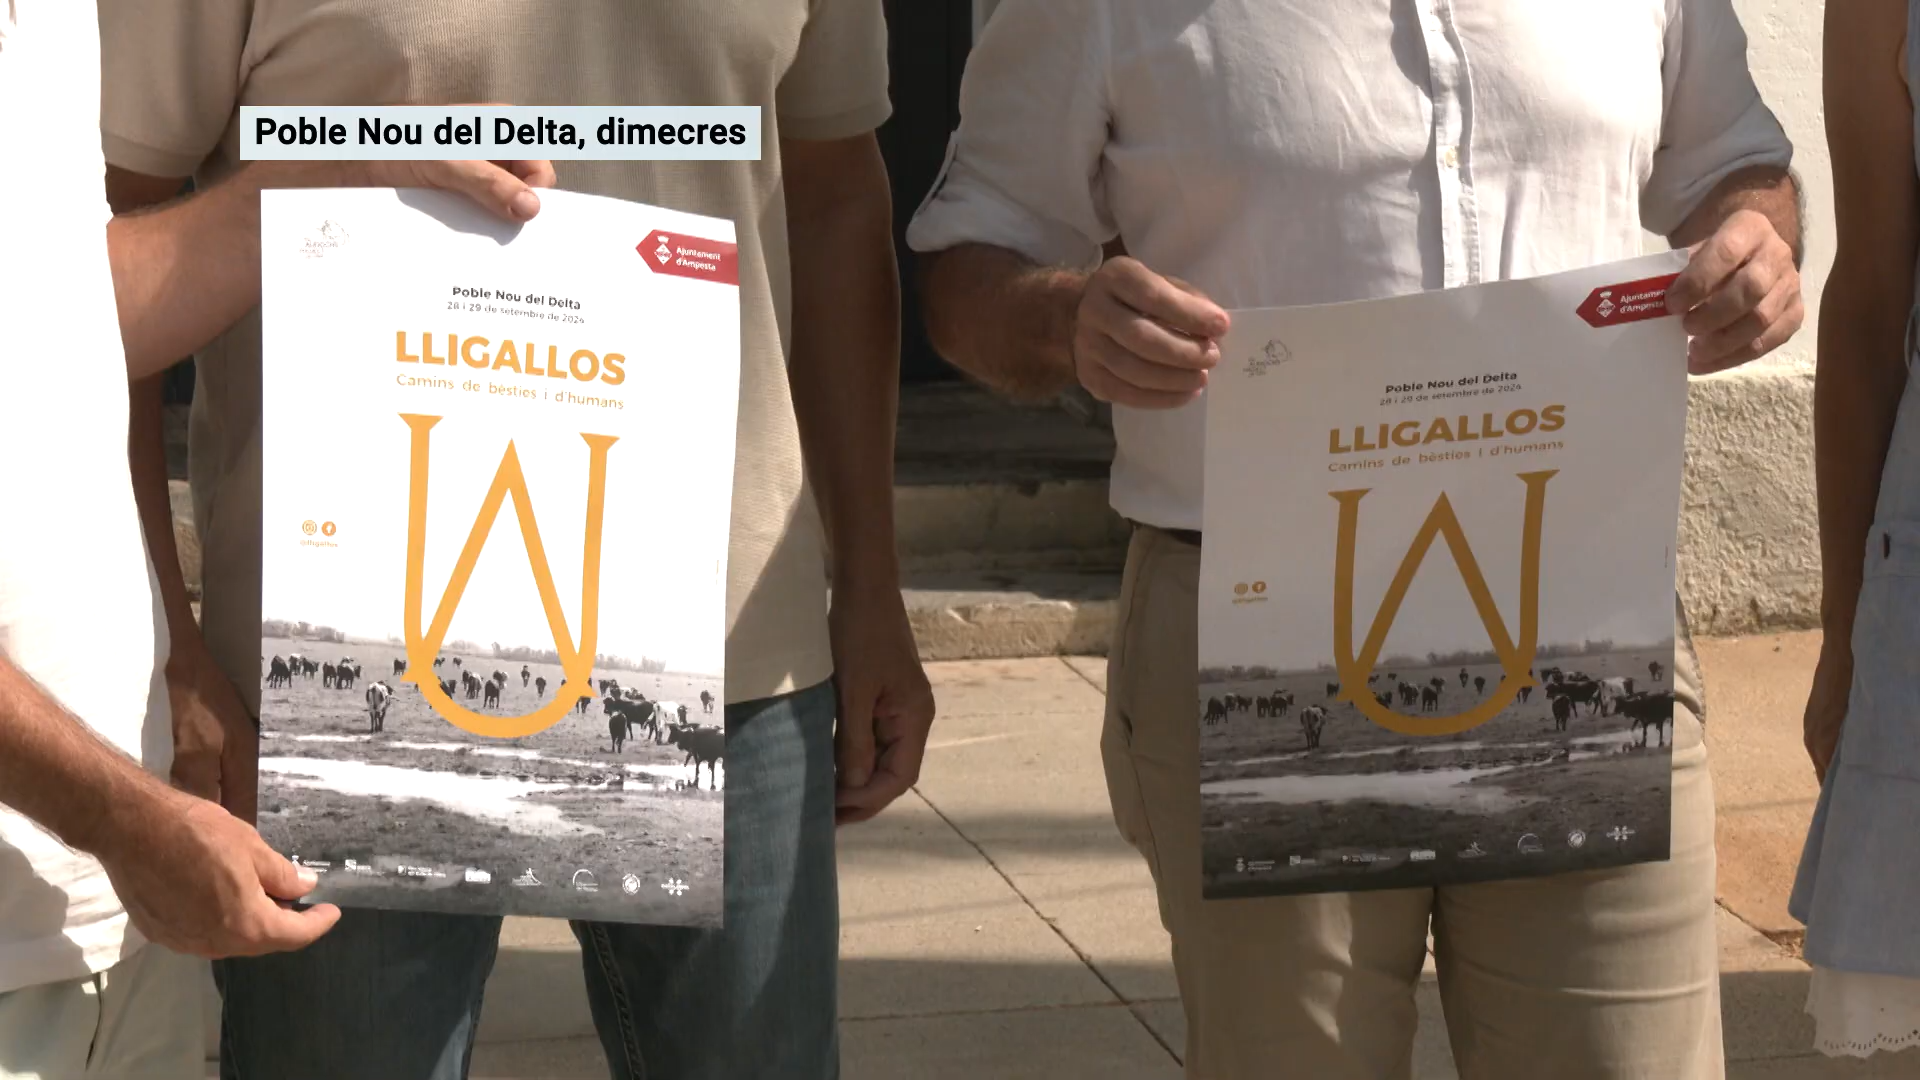 Poble Nou del Delta, dimecres
Ajuntament
d'Amposta
Poble Nou del Delta
28 i 29 de setembre de 2024
LLIGALLOS
Camins de bèsties i d'humans
@lligallos
Ajuntament
d'Amposta
Poble Nou del Delta
28 i 29 de setembre de 2024
LLIGALLOS
Camins de bèsties i d'humans
@lligallos